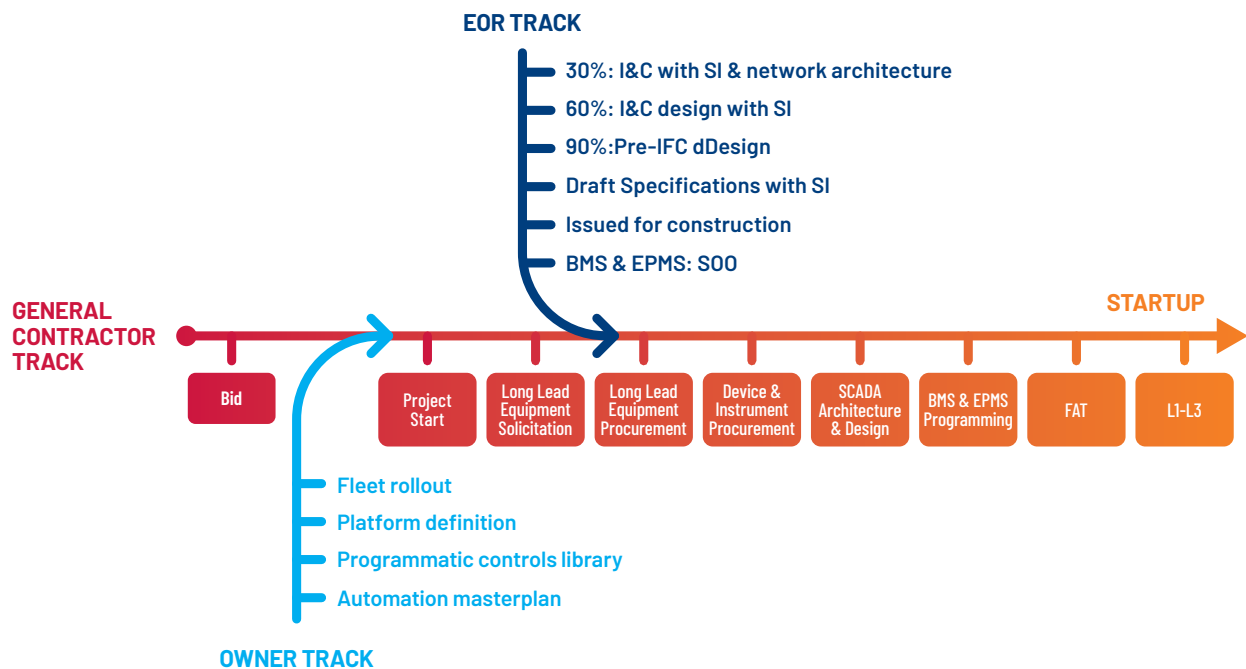 EOR TRACK
30%: I&C with SI & network architecture
60%: I&C design with SI
90%:Pre-IFC dDesign
Draft Specifications with SI
Issued for construction
BMS & EPMS: SOO
GENERAL
CONTRACTOR
TRACK
STARTUP
Bid
Project
Start
Long Lead
Equipment
Solicitation
Long Lead
Equipment
Procurement
Device &
Instrument
Procurement
SCADA
Architecture
& Design
BMS & EPMS
Programming
FAT
L1-L3
Fleet rollout
Platform definition
Programmatic controls library
Automation masterplan
OWNER TRACK